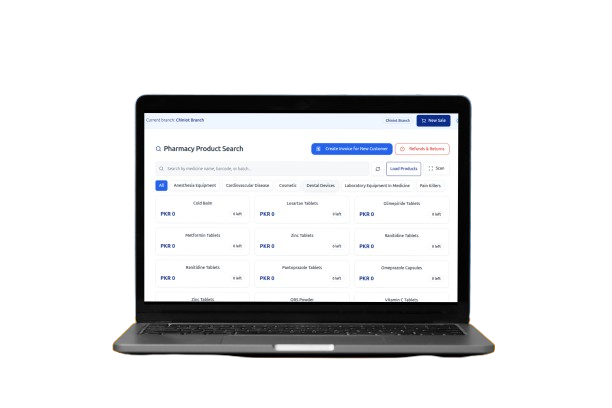 Current branch: Chiniot Branch
Chiniot Branch
New Sale
Pharmacy Product Search
Create Invoice for New Customer
Refunds & Returns
Search by medicine name, barcode, or batch...
Load Products
Scan
All Anesthesia Equipment Cardiovascular Disease Cosmetic Dental Devices Laboratory Equipment in Medicine Pain Killers
Cold Balm Losartan Tablets Glimepiride Tablets
PKR 0 0 left PKR 0 0 left PKR 0 0 left
Metformin Tablets Zinc Tablets Ranitidine Tablets
PKR 0 0 left PKR 0 0 left PKR 0 0 left
Ranitidine Tablets Pantoprazole Tablets Omeprazole Capsules
PKR 0 0 left PKR 0 0 left PKR 0 0 left
Zinc Tablets ORS Powder Vitamin C Tablets